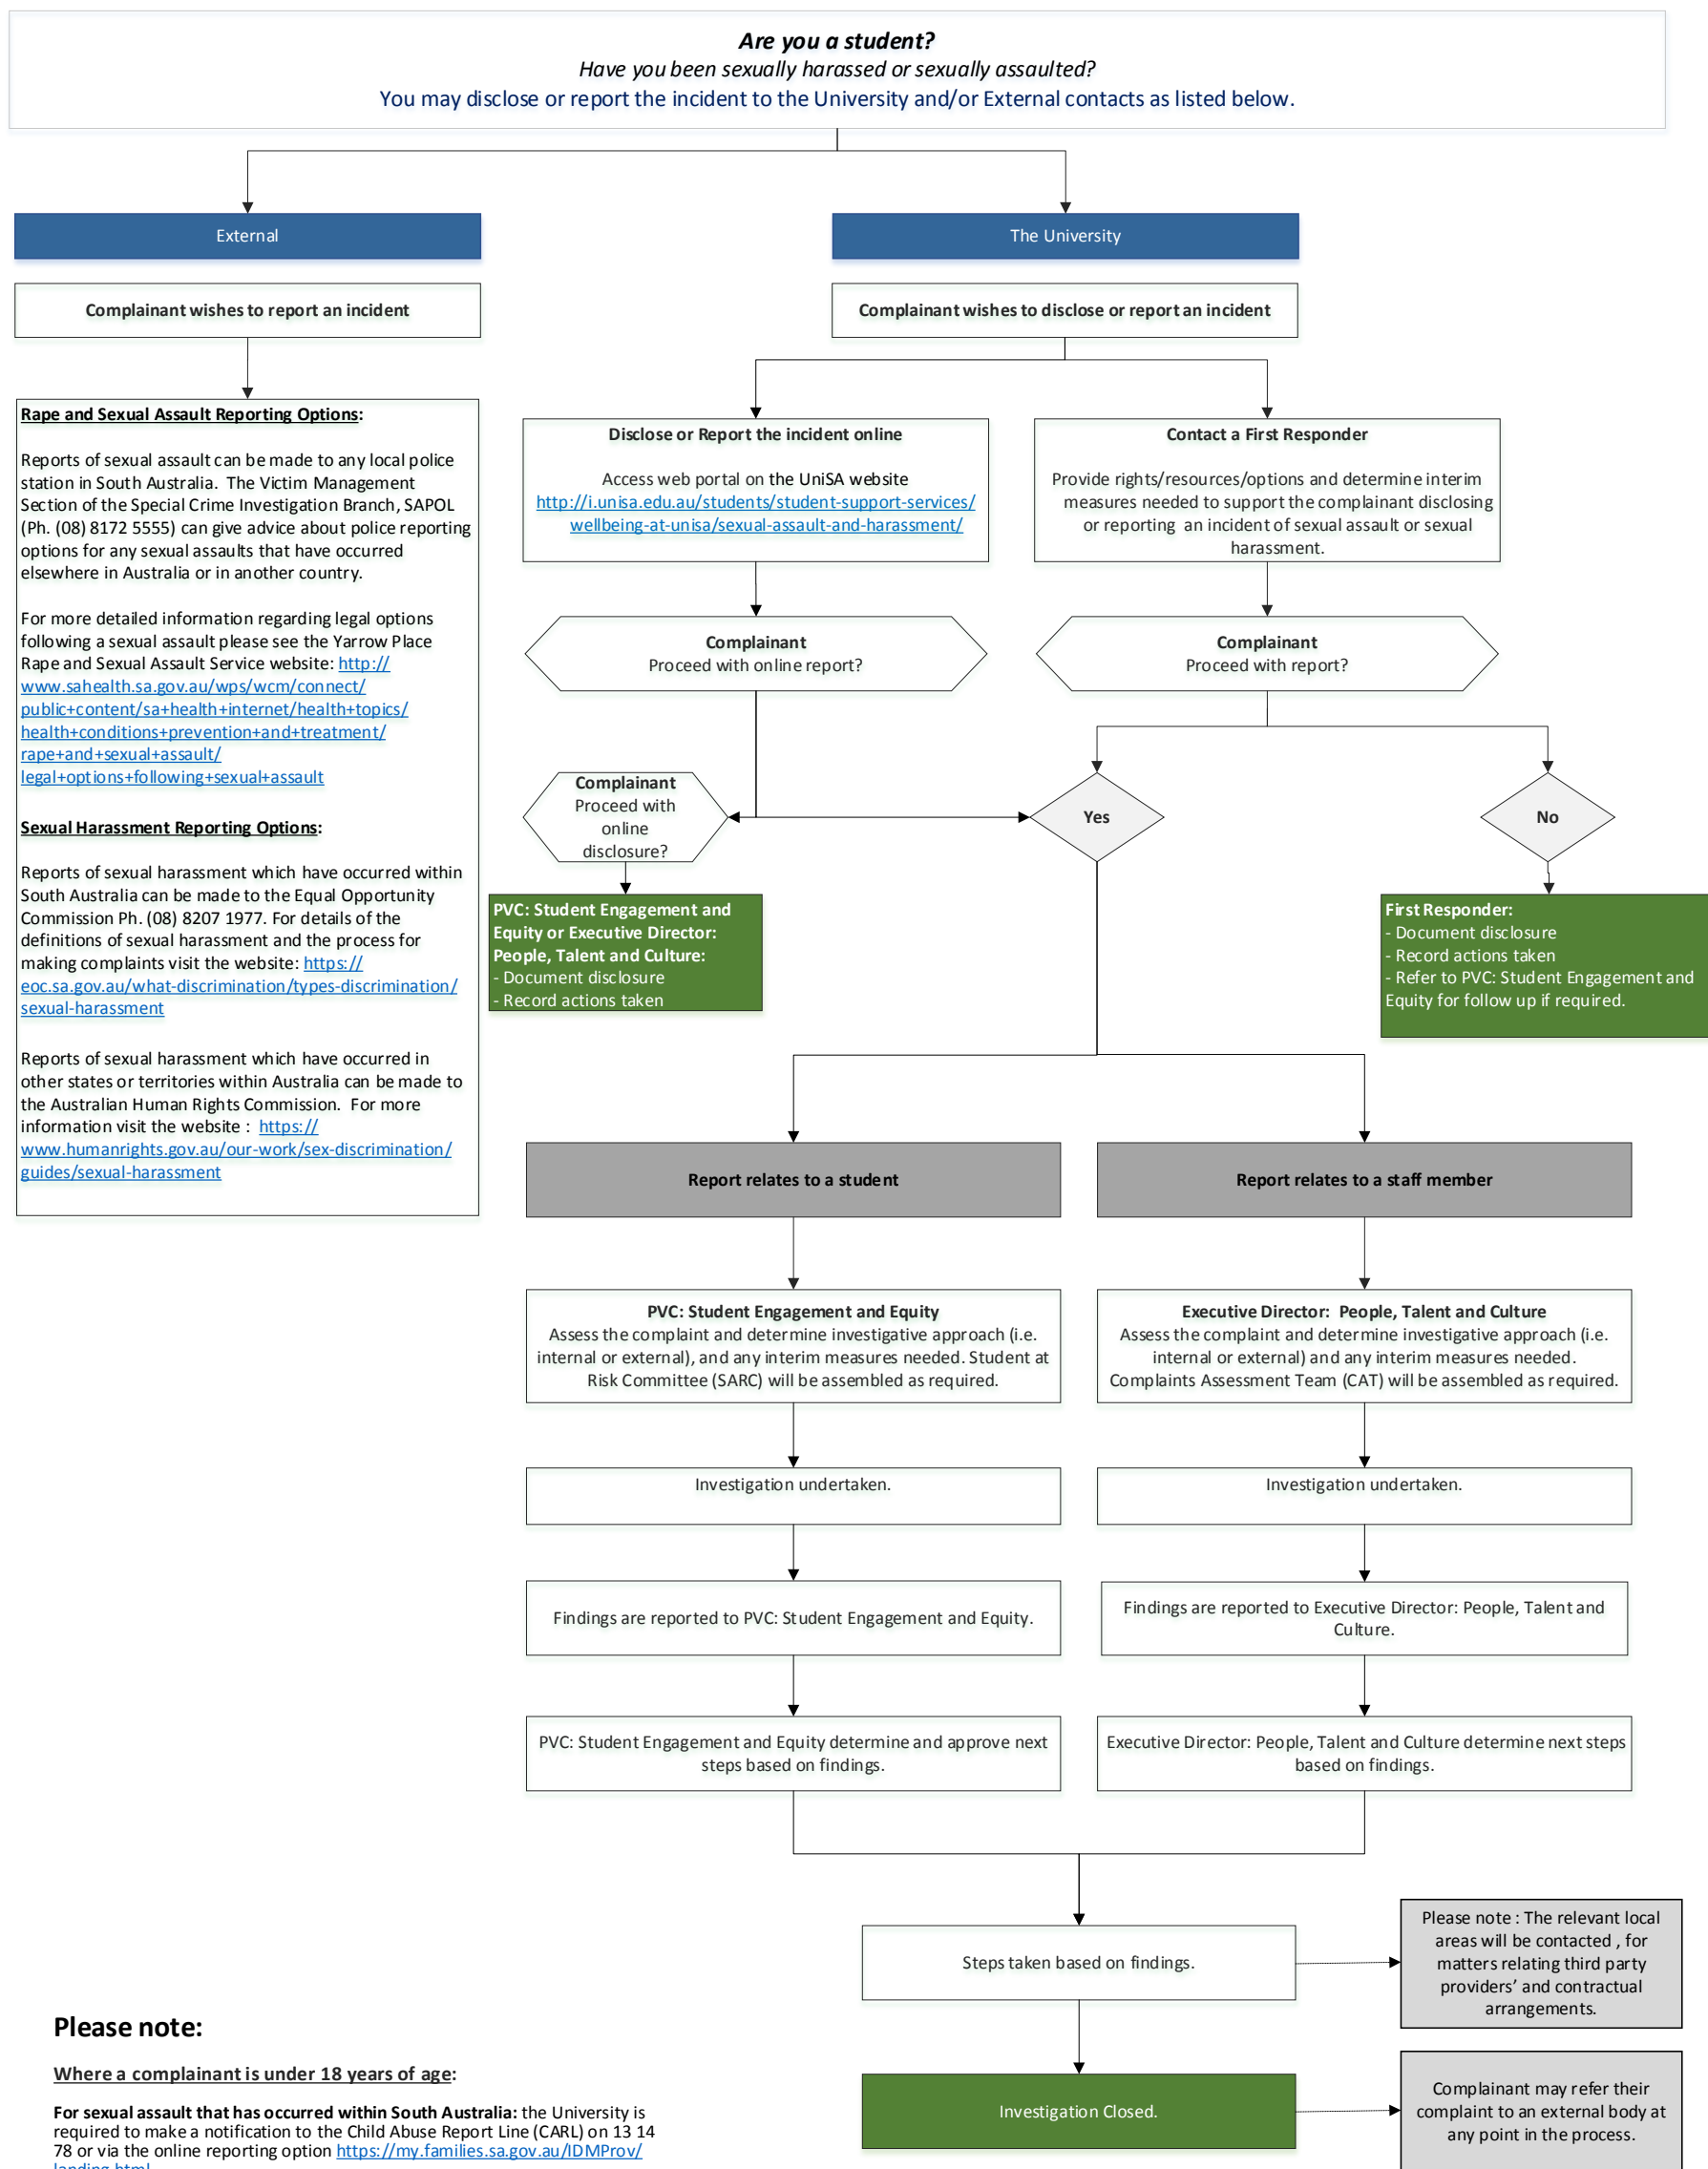 Are you a student?
Have you been sexually harassed or sexually assaulted?
You may disclose or report the incident to the University and/or External contacts as listed below.
External
Complainant wishes to report an incident
Rape and Sexual Assault Reporting Options:
Reports of sexual assault can be made to any local police
station in South Australia. The Victim Management
Section of the Special Crime Investigation Branch, SAPOL
(Ph. (08) 8172 5555) can give advice about police reporting
options for any sexual assaults that have occurred
elsewhere in Australia or in another country.
For more detailed information regarding legal options
following a sexual assault please see the Yarrow Place
Rape and Sexual Assault Service website: http://
www.sahealth.sa.gov.au/wps/wcm/connect/
public+content/sa+health+internet/health+topics/
health+conditions+prevention+and+treatment/
rape+and+sexual+assault/
legal+options+following+sexual+assault
Sexual Harassment Reporting Options:
Reports of sexual harassment which have occurred within
South Australia can be made to the Equal Opportunity
Commission Ph. (08) 8207 1977. For details of the
definitions of sexual harassment and the process for
making complaints visit the website: https://
eoc.sa.gov.au/what-discrimination/types-discrimination/
sexual-harassment
Reports of sexual harassment which have occurred in
other states or territories within Australia can be made to
the Australian Human Rights Commission. For more
information visit the website : https://
www.humanrights.gov.au/our-work/sex-discrimination/
guides/sexual-harassment
The University
Complainant wishes to disclose or report an incident
Disclose or Report the incident online
Access web portal on the UniSA website
http://i.unisa.edu.au/students/student-support-services/
wellbeing-at-unisa/sexual-assault-and-harassment/
Contact a First Responder
Provide rights/resources/options and determine interim
measures needed to support the complainant disclosing
or reporting an incident of sexual assault or sexual
harassment.
Complainant
Proceed with online report?
Complainant
Proceed with report?
Complainant
Proceed with
online
disclosure?
Yes
No
PVC: Student Engagement and
Equity or Executive Director:
People, Talent and Culture:
- Document disclosure
- Record actions taken
First Responder:
- Document disclosure
- Record actions taken
- Refer to PVC: Student Engagement and
Equity for follow up if required.
Report relates to a student
Report relates to a staff member
PVC: Student Engagement and Equity
Assess the complaint and determine investigative approach (i.e.
internal or external), and any interim measures needed. Student at
Risk Committee (SARC) will be assembled as required.
Executive Director: People, Talent and Culture
Assess the complaint and determine investigative approach (i.e.
internal or external) and any interim measures needed.
Complaints Assessment Team (CAT) will be assembled as required.
Investigation undertaken.
Investigation undertaken.
Findings are reported to PVC: Student Engagement and Equity.
Findings are reported to Executive Director: People, Talent and
Culture.
PVC: Student Engagement and Equity determine and approve next
steps based on findings.
Executive Director: People, Talent and Culture determine next steps
based on findings.
Steps taken based on findings.
Please note : The relevant local
areas will be contacted , for
matters relating third party
providers’ and contractual
arrangements.
Investigation Closed.
Complainant may refer their
complaint to an external body at
any point in the process.
Please note:
Where a complainant is under 18 years of age:
For sexual assault that has occurred within South Australia: the University is
required to make a notification to the Child Abuse Report Line (CARL) on 13 14
78 or via the online reporting option https://my.families.sa.gov.au/IDMProv/
landing.html